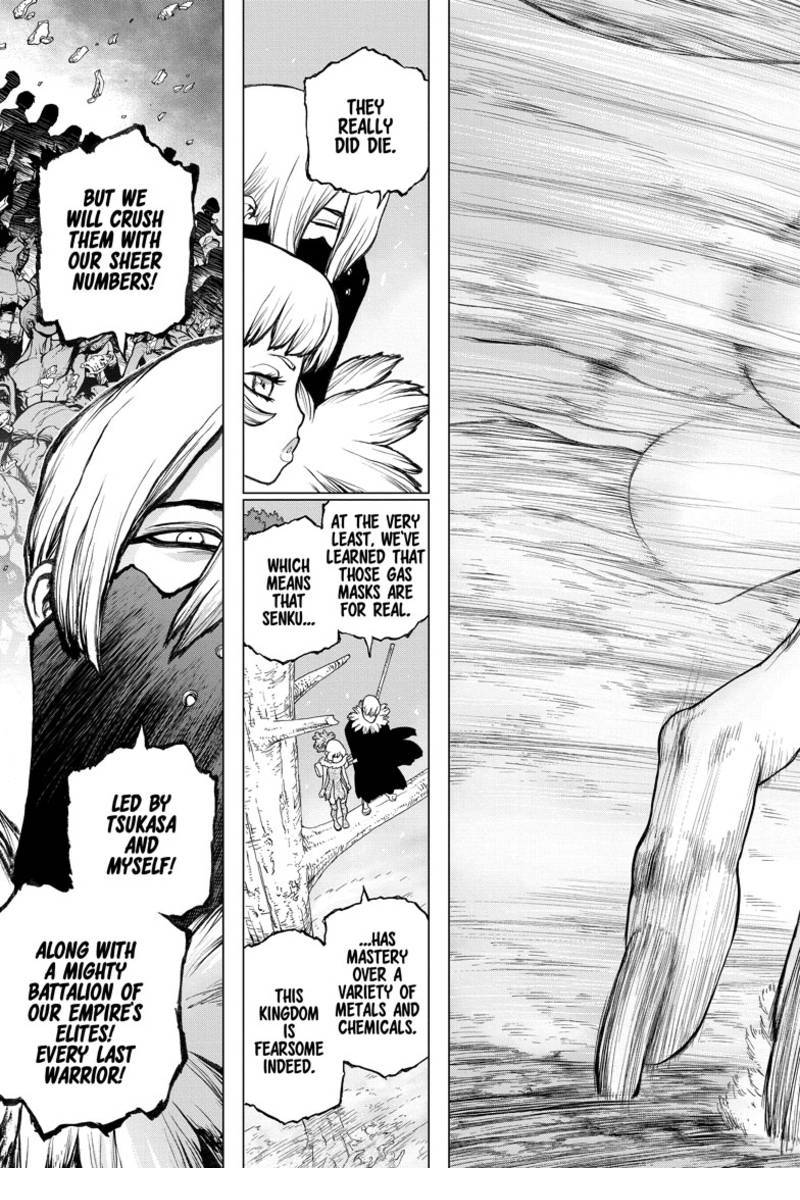 THEY
REALLY
DID DIE.
AT THE VERY
LEAST, WE'VE
LEARNED THAT
THOSE GAS
MASKS ARE
FOR REAL.
WHICH
MEANS
THAT
SENKU...
...HAS
MASTERY
OVER A
VARIETY OF
METALS AND
CHEMICALS.
THIS
KINGDOM
IS
FEARSOME
INDEED.
BUT WE
WILL CRUSH
THEM WITH
OUR SHEER
NUMBERS!
LED BY
TSUKASA
AND
MYSELF!
ALONG WITH
A MIGHTY
BATTALION OF
OUR EMPIRE'S
ELITES!
EVERY LAST
WARRIOR!